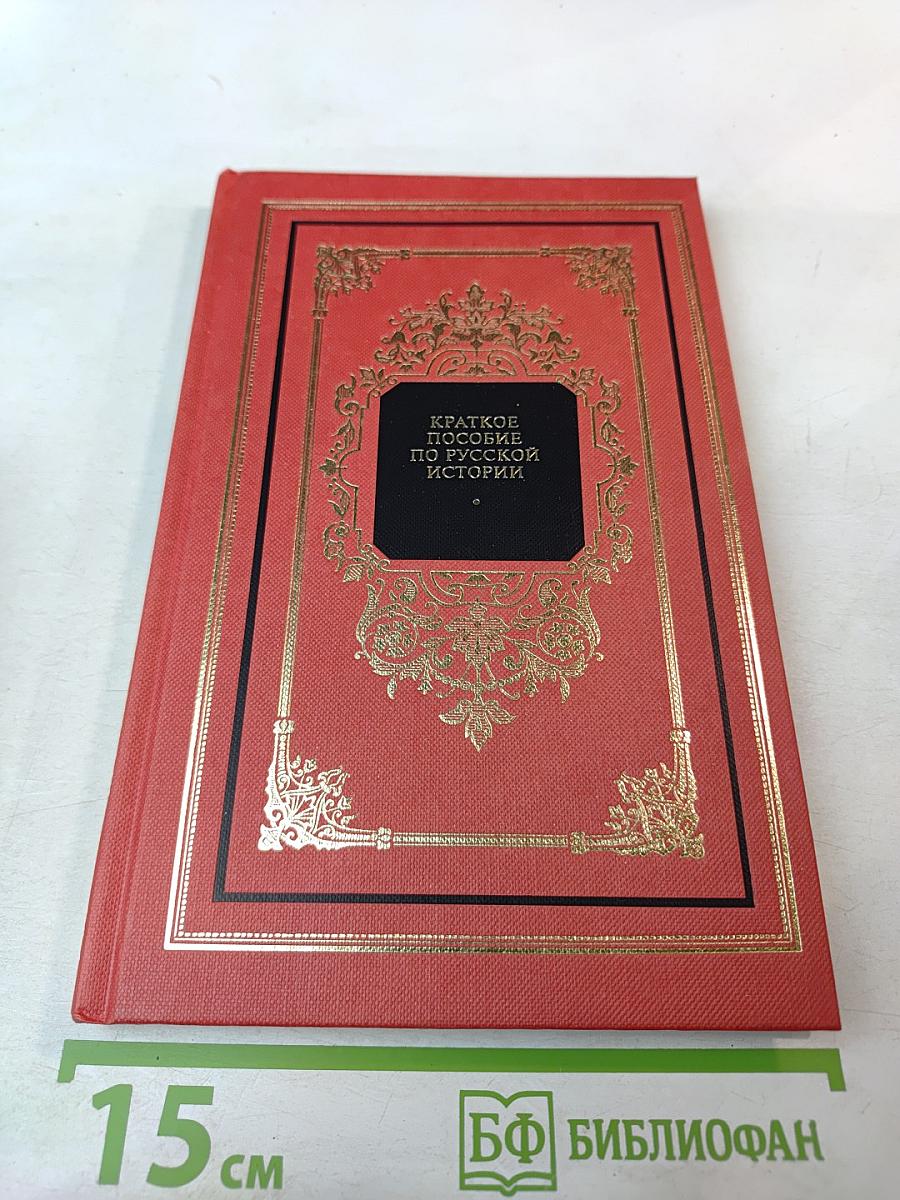 КРАТКОЕ
ПОСОБИЕ
ПО РУССКОЙ
ИСТОРИИ
15 см
БФ БИБЛИОФАН